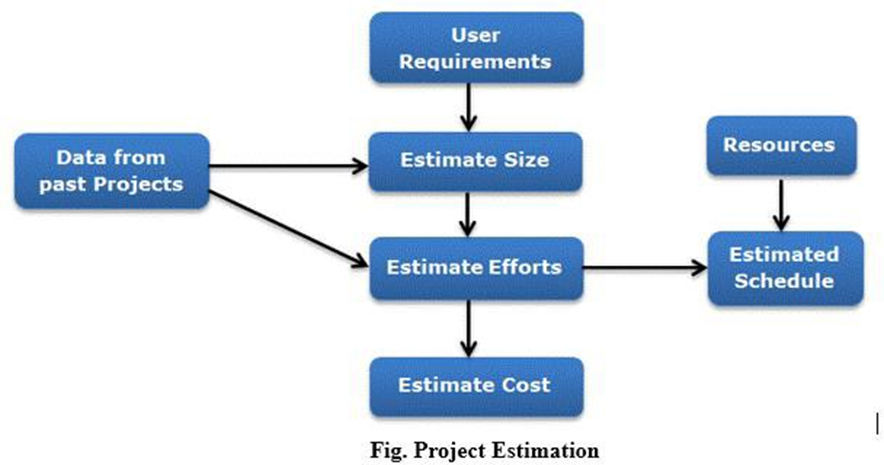 User
Requirements
Data from
past Projects
Estimate Size
Resources
Estimate Efforts
Estimated
Schedule
Estimate Cost
Fig. Project Estimation